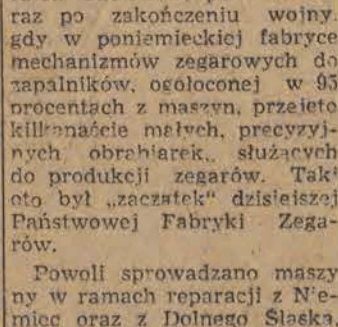 raz po zakończeniu wojny.
gdy w poniemieckiej fabryce
mechanizmów zegarowych do
zapalników, ogołoconej w 95
procentach z maszyn, przejęto
kilkanaście małych, precyzyj-
nych obrabiarek, służących
do produkcji zegarów. Taki
oto był „zaczątek" dzisiejszej
Państwowej Fabryki Zega-
rów.
Powoli sprowadzano maszy
ny w ramach reparacji z Nie-
miec oraz z Dolnego Śląska.